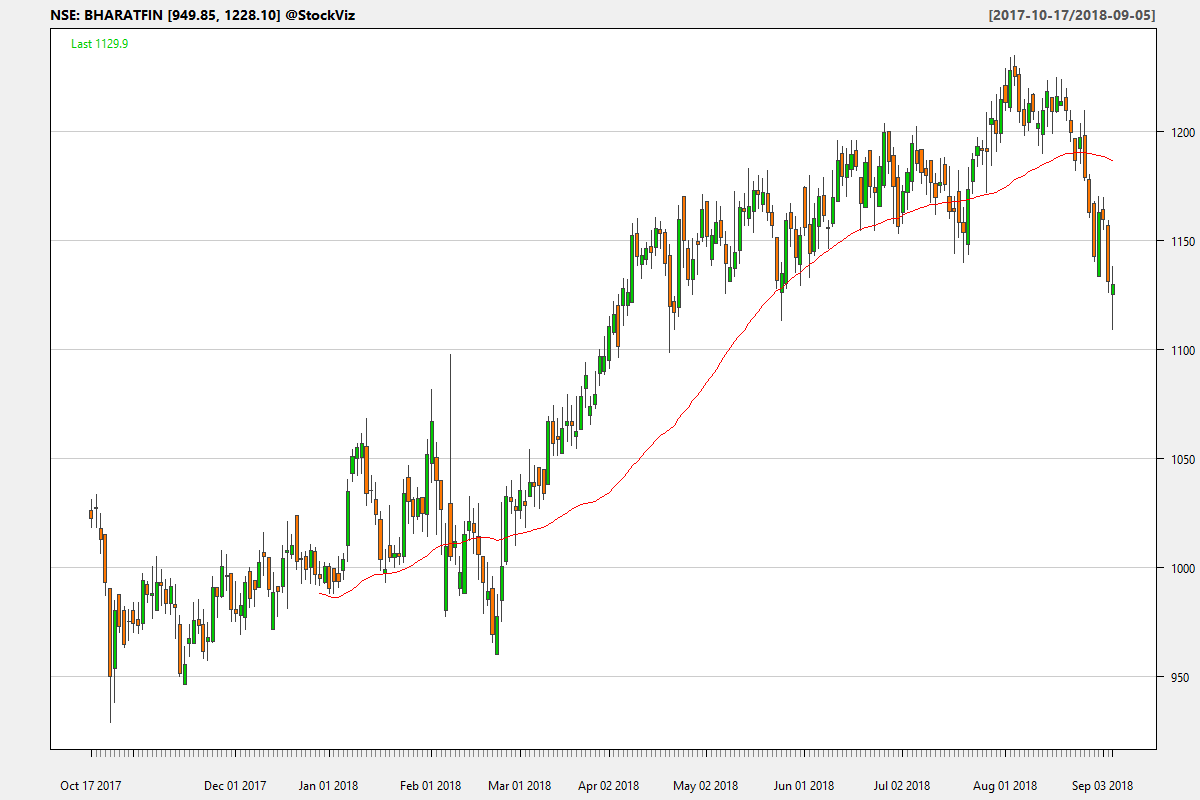 NSE: BHARATFIN [949.85, 1228.10] @StockViz [2017-10-17/2018-09-05]
Last 1129.9
1200
1150
1100
1050
1000
950
Oct 17 2017 Dec 01 2017 Jan 01 2018 Feb 01 2018 Mar 01 2018 Apr 02 2018 May 02 2018 Jun 01 2018 Jul 02 2018 Aug 01 2018 Sep 03 2018